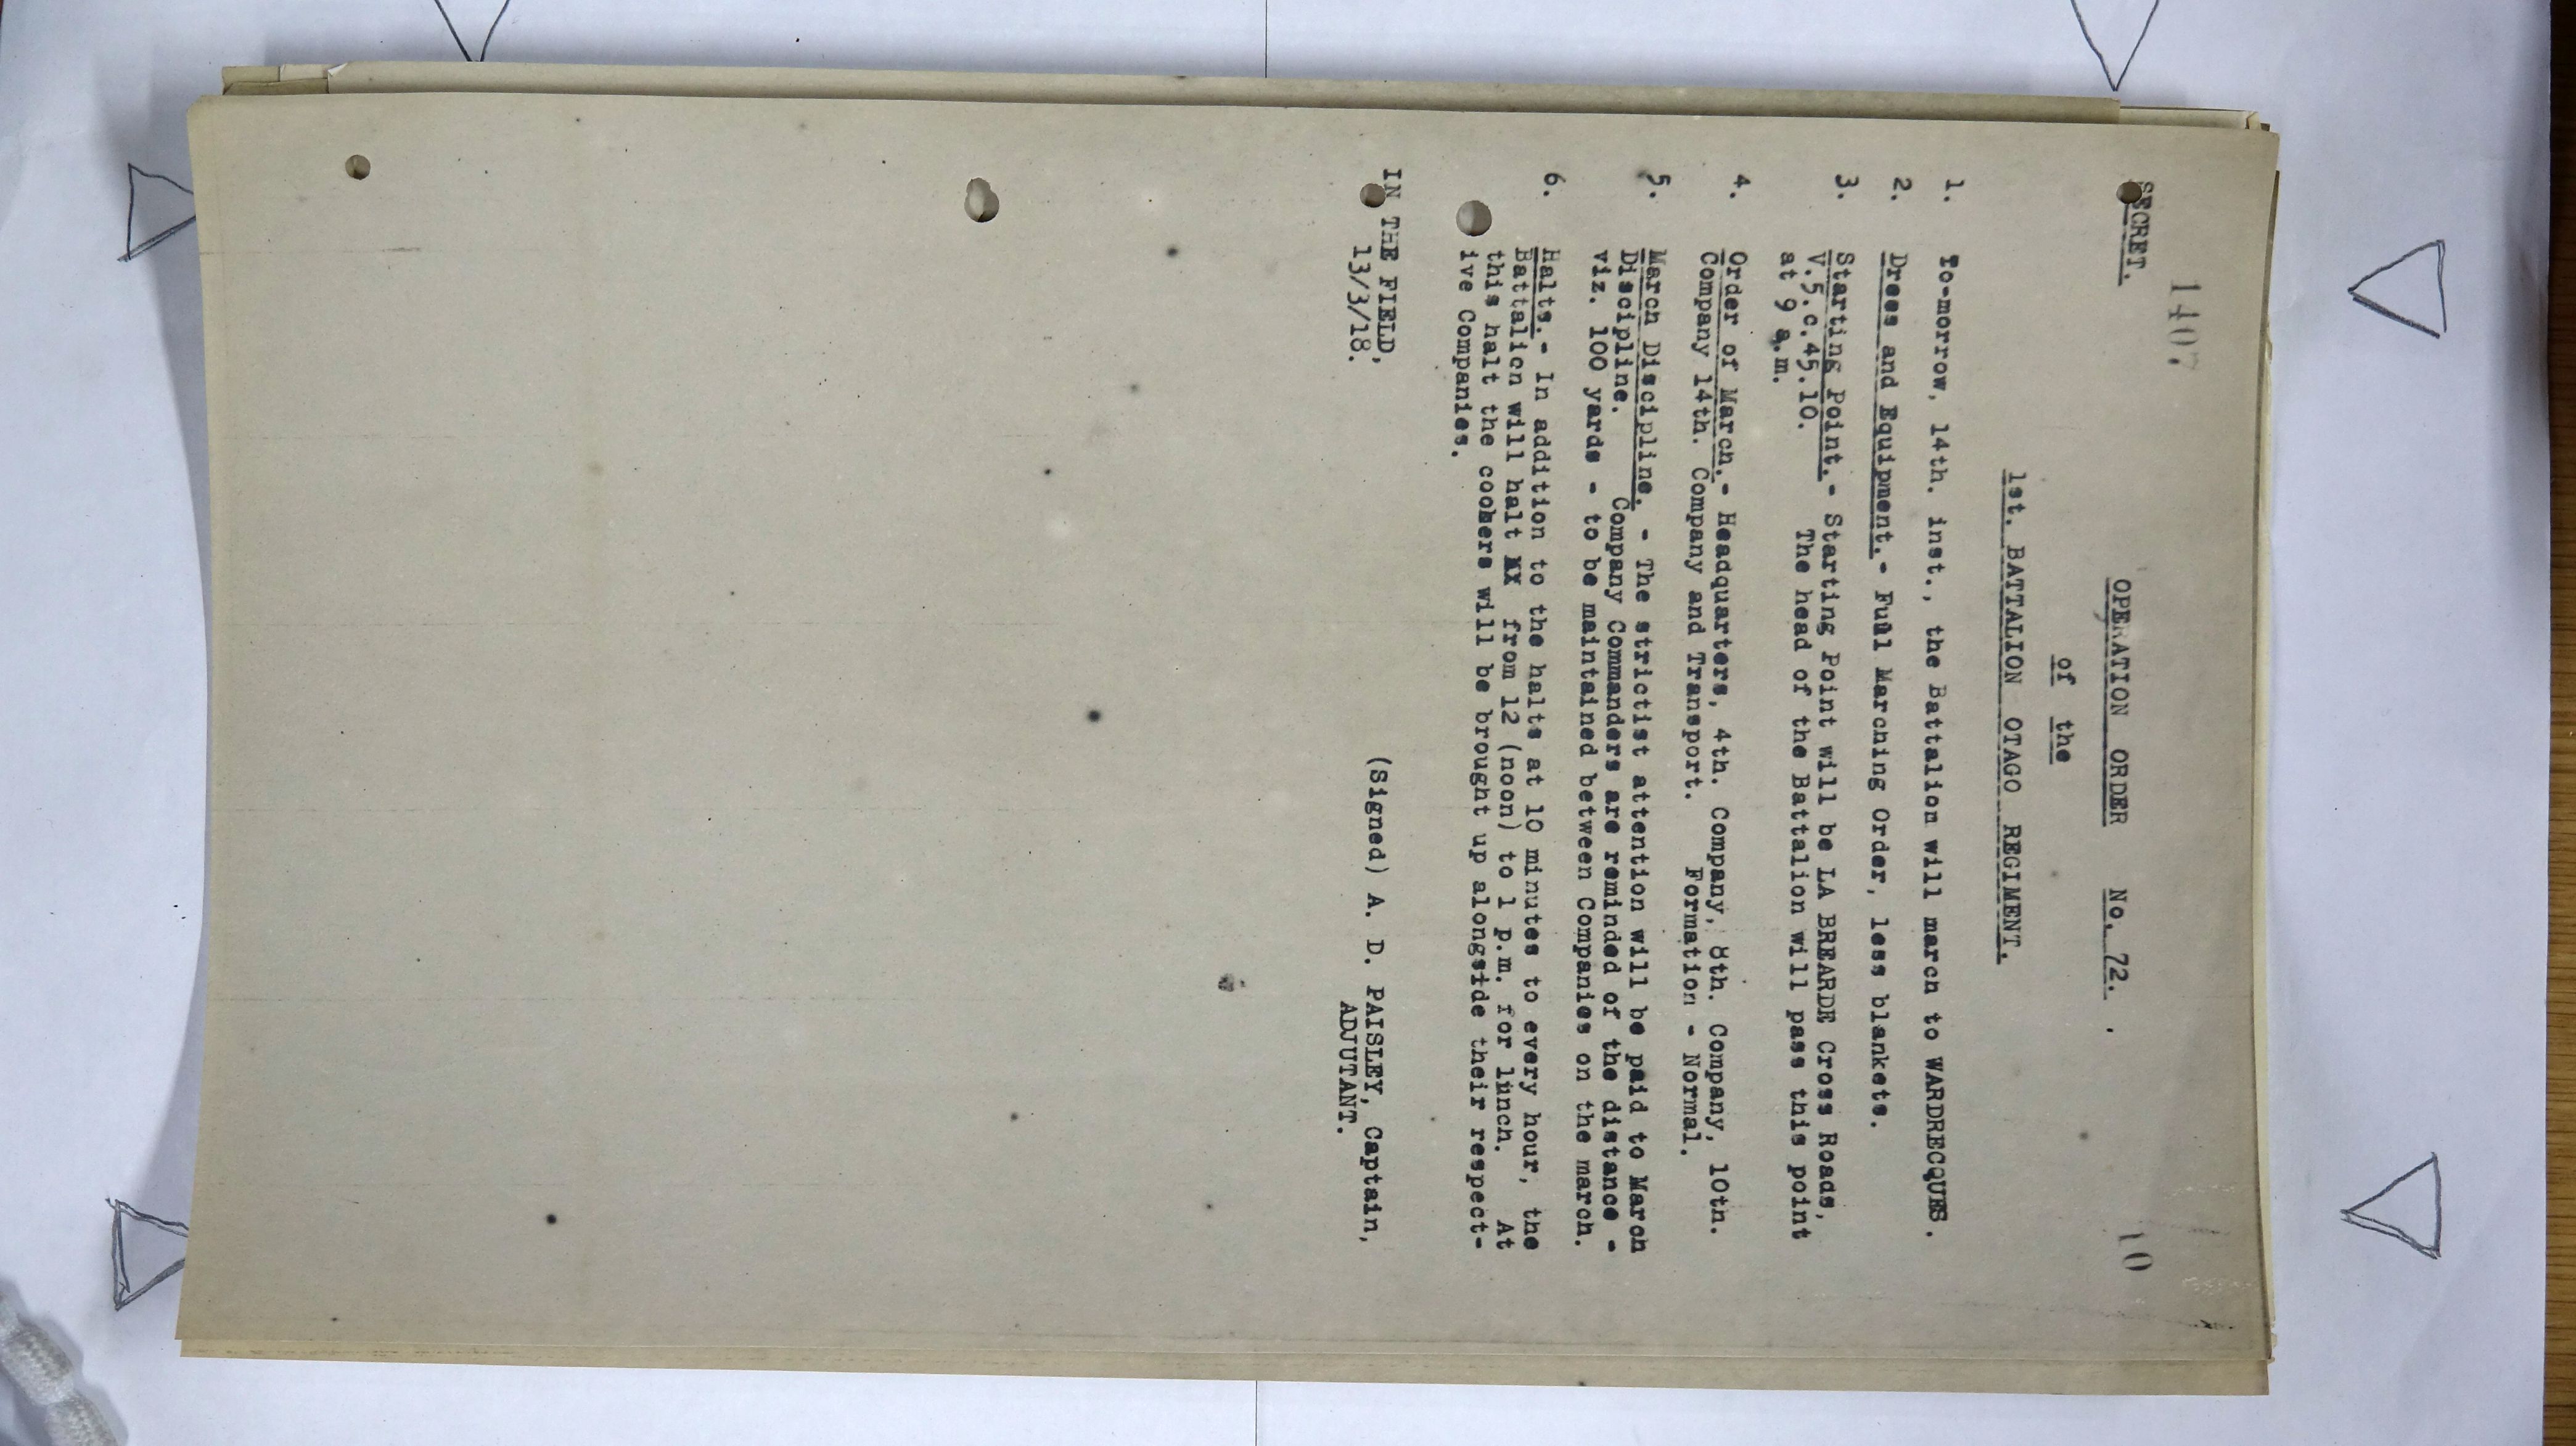 1407
SECRET.
10
OPERATION ORDER No. 72. .
of the
1st. BATTALION OTAGO REGIMENT.
1. To-morrow, 14th. inst., the Battalion will march to WARDRECQUES.
2. Dress and Equipment.- Full Marching Order, less blankets.
3. Starting Point.- Starting Point will be LA BREARDE Cross Roads,
V.5.c.45.10. The head of the Battalion will pass this point
at 9 a.m.
4. Order of March.- Headquarters, 4th. Company, 8th. Company, 10th.
Company 14th. Company and Transport. Formation - Normal.
5. March Discipline. - The strictist attention will be paid to March
Discipline. Company Commanders are reminded of the distance -
viz. 100 yards - to be maintained between Companies on the march.
6. Halts.- In addition to the halts at 10 minutes to every hour, the
Battalion will halt XX from 12 (noon) to 1 p.m. for lunch. At
this halt the cookers will be brought up alongside their respect-
ive Companies.
IN THE FIELD,
13/3/18.
(Signed) A. D. PAISLEY, Captain,
ADJUTANT.